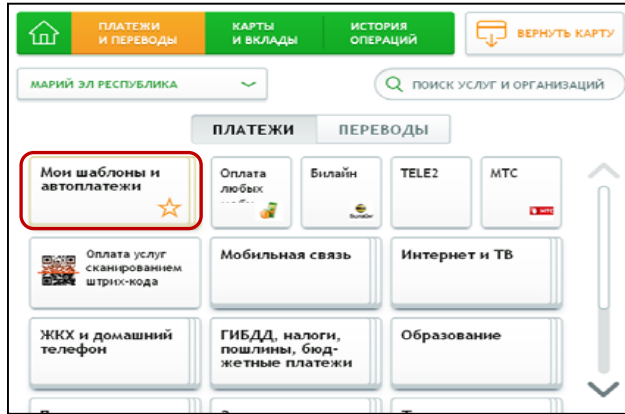 ПЛАТЕЖИ
И ПЕРЕВОДЫ
КАРТЫ
И ВКЛАДЫ
ИСТОРИЯ
ОПЕРАЦИЙ
ВЕРНУТЬ КАРТУ
МАРИЙ ЭЛ РЕСПУБЛИКА
ПОИСК УСЛУГ И ОРГАНИЗАЦИЙ
ПЛАТЕЖИ
ПЕРЕВОДЫ
Мои шаблоны и
автоплатежи
Оплата
любых
Билайн
TELE2
МТС
Оплата услуг
сканированием
штрих-кода
Мобильная связь
Интернет и ТВ
ЖКХ и домашний
телефон
ГИБДД, налоги,
пошлины, бюд-
жетные платежи
Образование